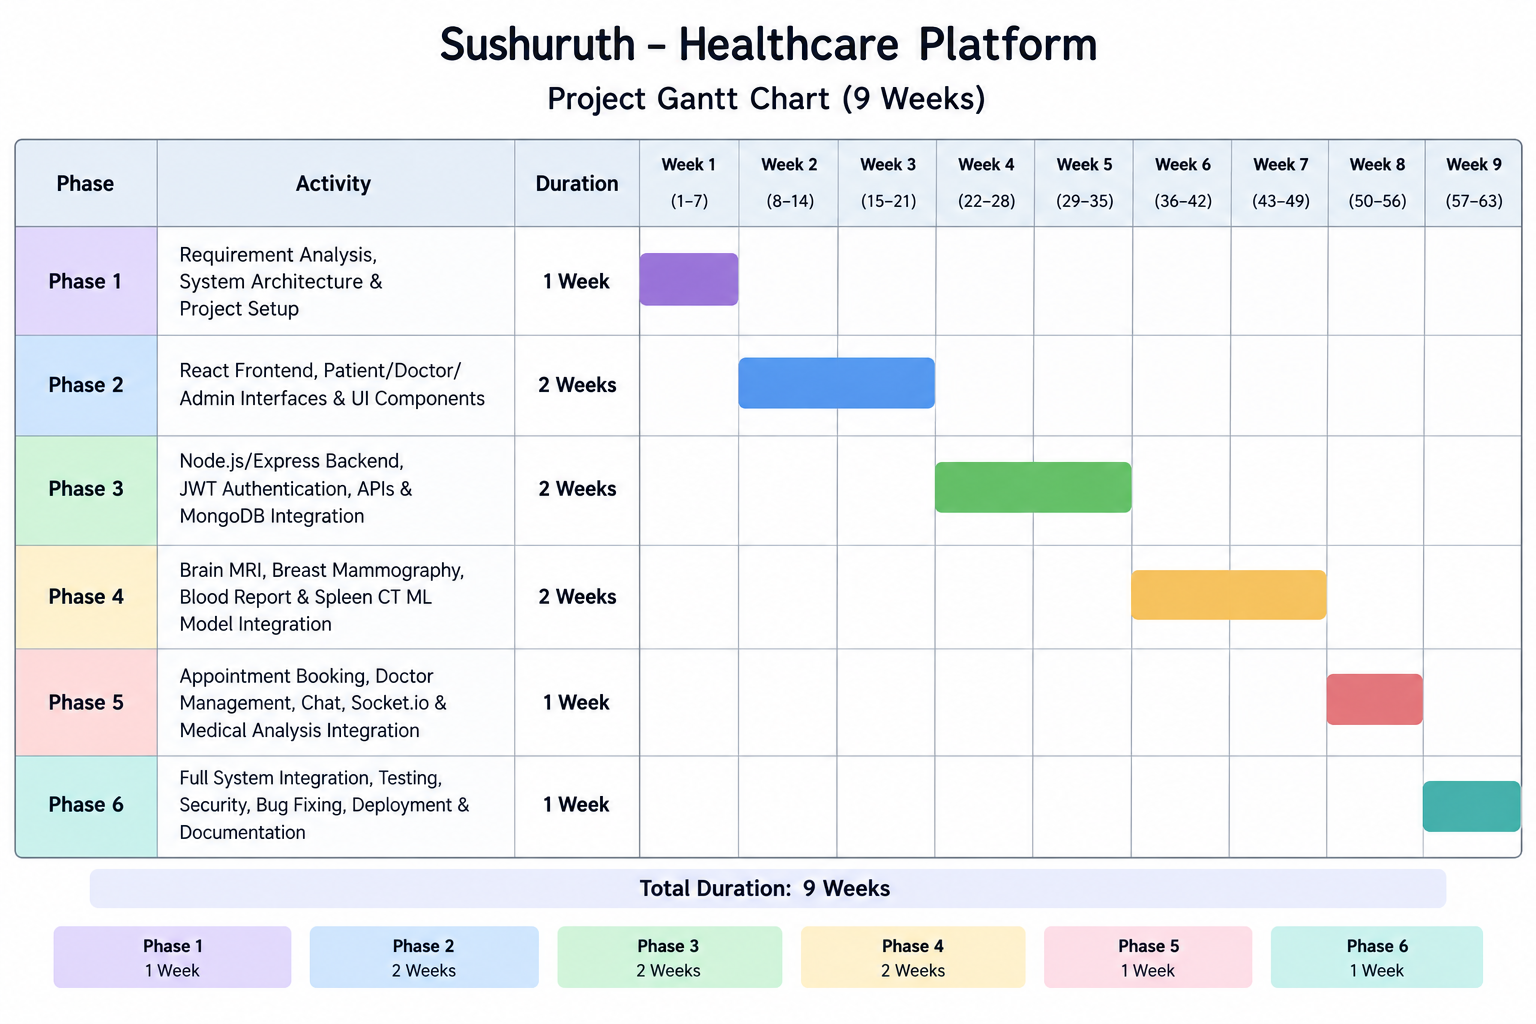 Sushuruth – Healthcare Platform
Project Gantt Chart (9 Weeks)
Phase
Activity
Duration
Week 1
(1–7)
Week 2
(8–14)
Week 3
(15–21)
Week 4
(22–28)
Week 5
(29–35)
Week 6
(36–42)
Week 7
(43–49)
Week 8
(50–56)
Week 9
(57–63)
Phase 1
Requirement Analysis,
System Architecture &
Project Setup
1 Week
Phase 2
React Frontend, Patient/Doctor/
Admin Interfaces & UI Components
2 Weeks
Phase 3
Node.js/Express Backend,
JWT Authentication, APIs &
MongoDB Integration
2 Weeks
Phase 4
Brain MRI, Breast Mammography,
Blood Report & Spleen CT ML
Model Integration
2 Weeks
Phase 5
Appointment Booking, Doctor
Management, Chat, Socket.io &
Medical Analysis Integration
1 Week
Phase 6
Full System Integration, Testing,
Security, Bug Fixing, Deployment &
Documentation
1 Week
Total Duration: 9 Weeks
Phase 1
1 Week
Phase 2
2 Weeks
Phase 3
2 Weeks
Phase 4
2 Weeks
Phase 5
1 Week
Phase 6
1 Week